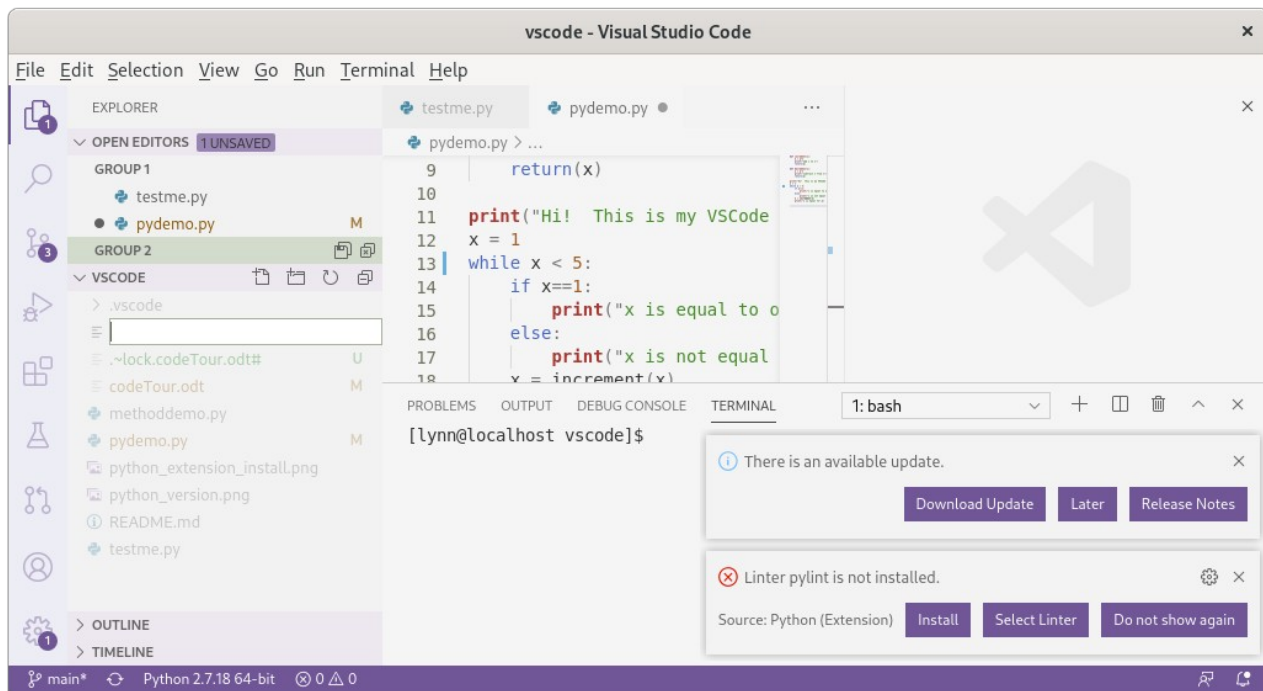 vscode - Visual Studio Code
File Edit Selection View Go Run Terminal Help
EXPLORER
OPEN EDITORS 1 UNSAVED
GROUP 1
testme.py
pydemo.py M
GROUP 2
VSCODE
.vscode
.~lock.codeTour.odt# U
codeTour.odt M
methoddemo.py
pydemo.py M
python_extension_install.png
python_version.png
README.md
testme.py
OUTLINE
TIMELINE
1
3
1
testme.py pydemo.py ...
pydemo.py > ...
9 return(x)
10
11 print("Hi!  This is my VSCode
12 x = 1
13 while x < 5:
14 if x==1:
15 print("x is equal to o
16 else:
17 print("x is not equal
18 x = increment(x)
PROBLEMS OUTPUT DEBUG CONSOLE TERMINAL 1: bash
[lynn@localhost vscode]$
There is an available update.
Download Update Later Release Notes
Linter pylint is not installed.
Source: Python (Extension) Install Select Linter Do not show again
main* Python 2.7.18 64-bit 0 0